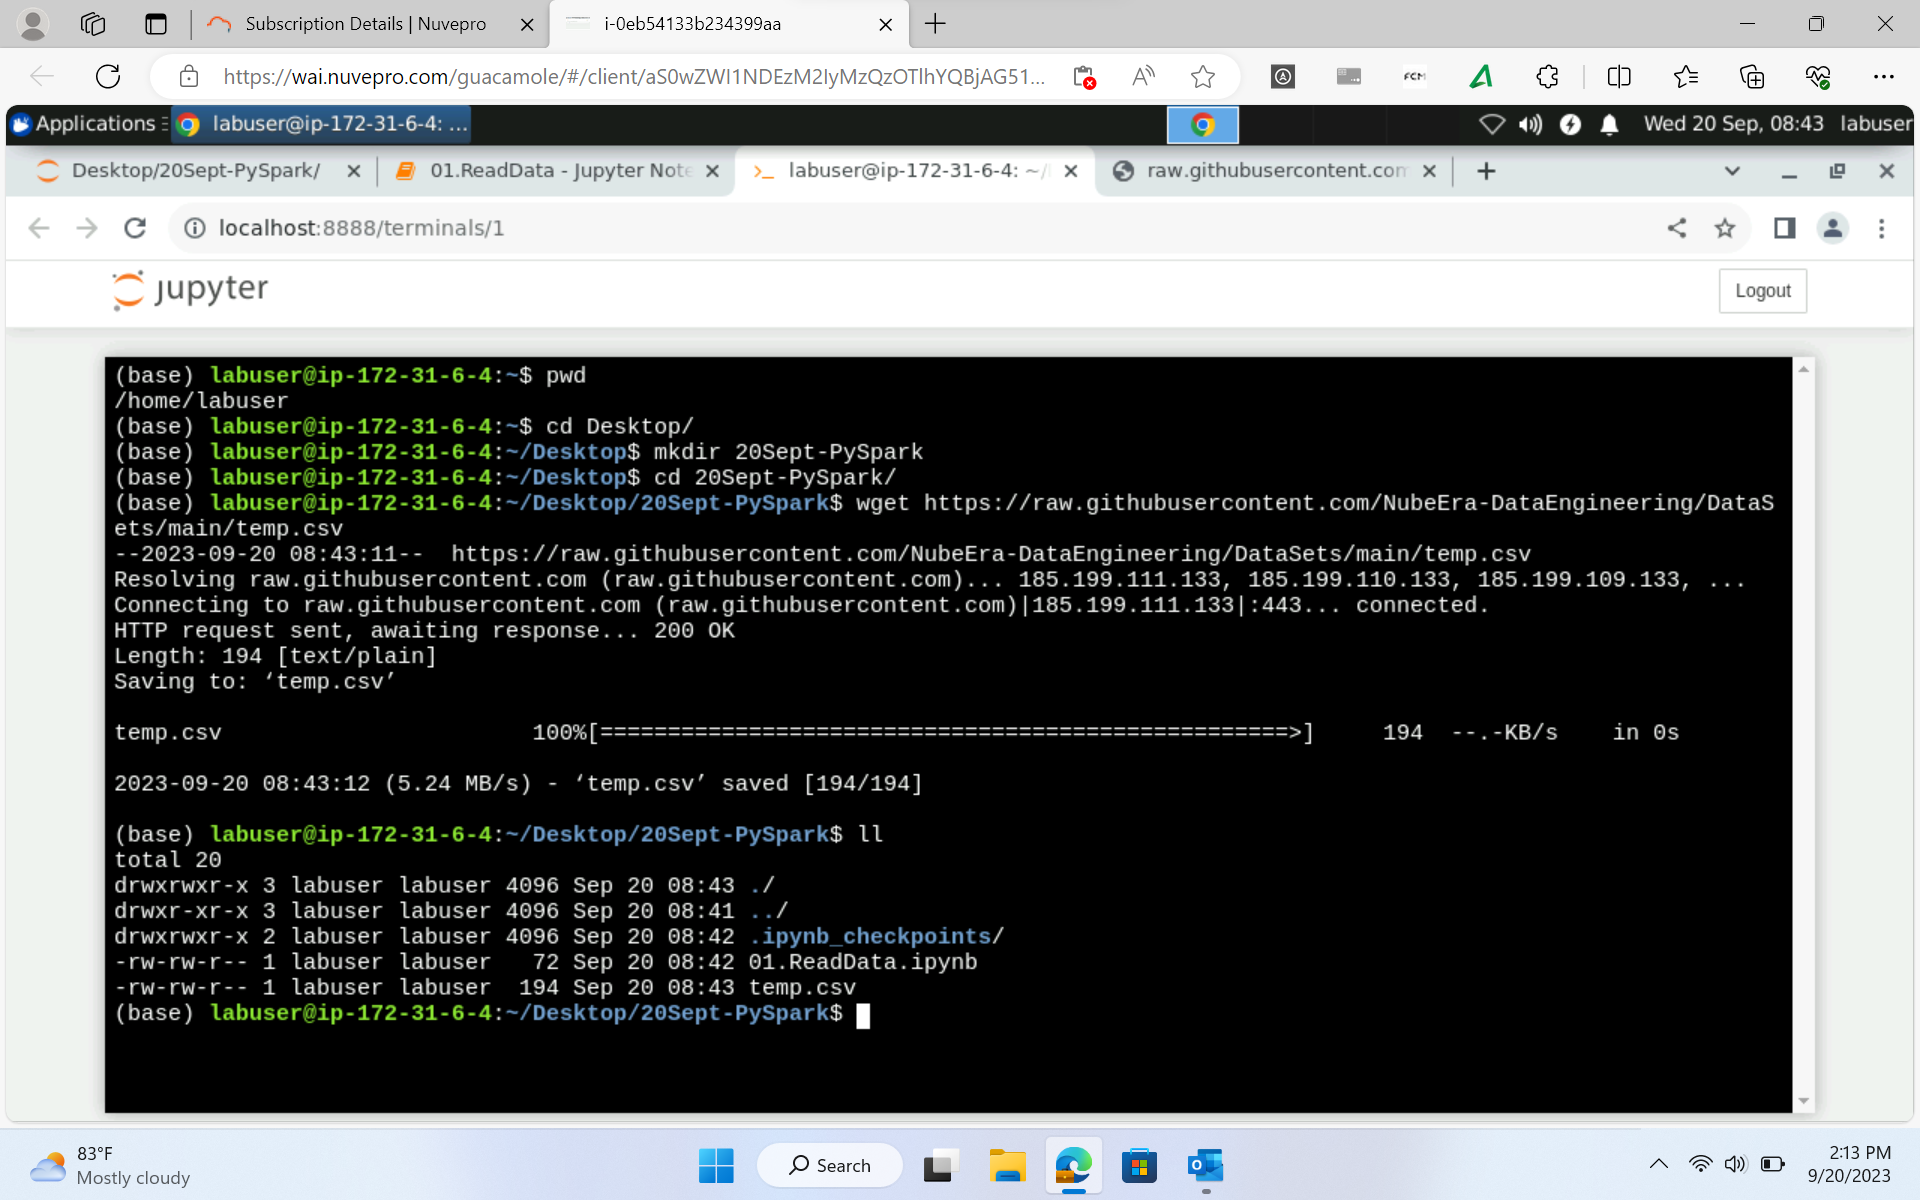 Subscription Details | Nuvepro
i-0eb54133b234399aa
https://wai.nuvepro.com/guacamole/#/client/aS0wZWI1NDEzM2IyMzQzOTlhYQBjAG51...
FCM
Applications
labuser@ip-172-31-6-4: ...
Wed 20 Sep, 08:43 labuser
Desktop/20Sept-PySpark/
01.ReadData - Jupyter Note
labuser@ip-172-31-6-4: ~/
raw.githubusercontent.com
localhost:8888/terminals/1
jupyter
Logout
(base) labuser@ip-172-31-6-4:~$ pwd
/home/labuser
(base) labuser@ip-172-31-6-4:~$ cd Desktop/
(base) labuser@ip-172-31-6-4:~/Desktop$ mkdir 20Sept-PySpark
(base) labuser@ip-172-31-6-4:~/Desktop$ cd 20Sept-PySpark/
(base) labuser@ip-172-31-6-4:~/Desktop/20Sept-PySpark$ wget https://raw.githubusercontent.com/NubeEra-DataEngineering/DataS
ets/main/temp.csv
--2023-09-20 08:43:11--  https://raw.githubusercontent.com/NubeEra-DataEngineering/DataSets/main/temp.csv
Resolving raw.githubusercontent.com (raw.githubusercontent.com)... 185.199.111.133, 185.199.110.133, 185.199.109.133, ...
Connecting to raw.githubusercontent.com (raw.githubusercontent.com)|185.199.111.133|:443... connected.
HTTP request sent, awaiting response... 200 OK
Length: 194 [text/plain]
Saving to: ‘temp.csv’
temp.csv 100%[===================================================>] 194 --.-KB/s in 0s
2023-09-20 08:43:12 (5.24 MB/s) - ‘temp.csv’ saved [194/194]
(base) labuser@ip-172-31-6-4:~/Desktop/20Sept-PySpark$ ll
total 20
drwxrwxr-x 3 labuser labuser 4096 Sep 20 08:43 ./
drwxr-xr-x 3 labuser labuser 4096 Sep 20 08:41 ../
drwxrwxr-x 2 labuser labuser 4096 Sep 20 08:42 .ipynb_checkpoints/
-rw-rw-r-- 1 labuser labuser   72 Sep 20 08:42 01.ReadData.ipynb
-rw-rw-r-- 1 labuser labuser  194 Sep 20 08:43 temp.csv
(base) labuser@ip-172-31-6-4:~/Desktop/20Sept-PySpark$
83°F
Mostly cloudy
Search
2:13 PM
9/20/2023